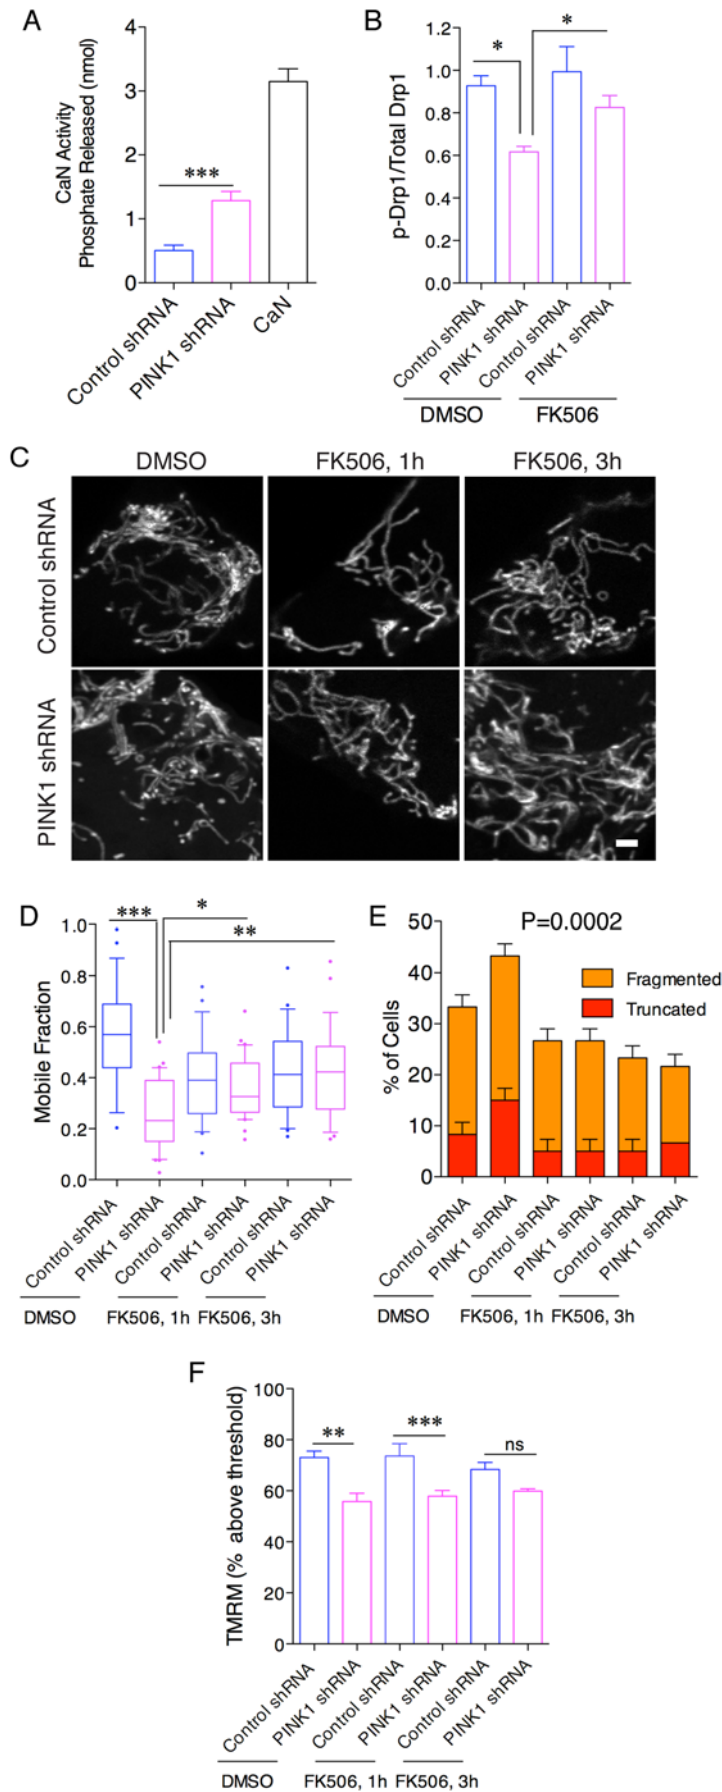 A
CaN Activity
Phosphate Released (nmol)
4
3
2
1
0
***
Control shRNA
PINK1 shRNA
CaN
B
p-Drp1/Total Drp1
1.2
1.0
0.8
0.6
0.4
0.2
0.0
*
*
Control shRNA
PINK1 shRNA
Control shRNA
PINK1 shRNA
DMSO
FK506
C
DMSO
FK506, 1h
FK506, 3h
Control shRNA
PINK1 shRNA
D
Mobile Fraction
1.0
0.8
0.6
0.4
0.2
0.0
***
*
**
Control shRNA
PINK1 shRNA
Control shRNA
PINK1 shRNA
Control shRNA
PINK1 shRNA
DMSO
FK506, 1h
FK506, 3h
E
P=0.0002
% of Cells
50
40
30
20
10
0
Fragmented
Truncated
Control shRNA
PINK1 shRNA
Control shRNA
PINK1 shRNA
Control shRNA
PINK1 shRNA
DMSO
FK506, 1h
FK506, 3h
F
TMRM (% above threshold)
100
80
60
40
20
0
**
***
ns
Control shRNA
PINK1 shRNA
Control shRNA
PINK1 shRNA
Control shRNA
PINK1 shRNA
DMSO
FK506, 1h
FK506, 3h